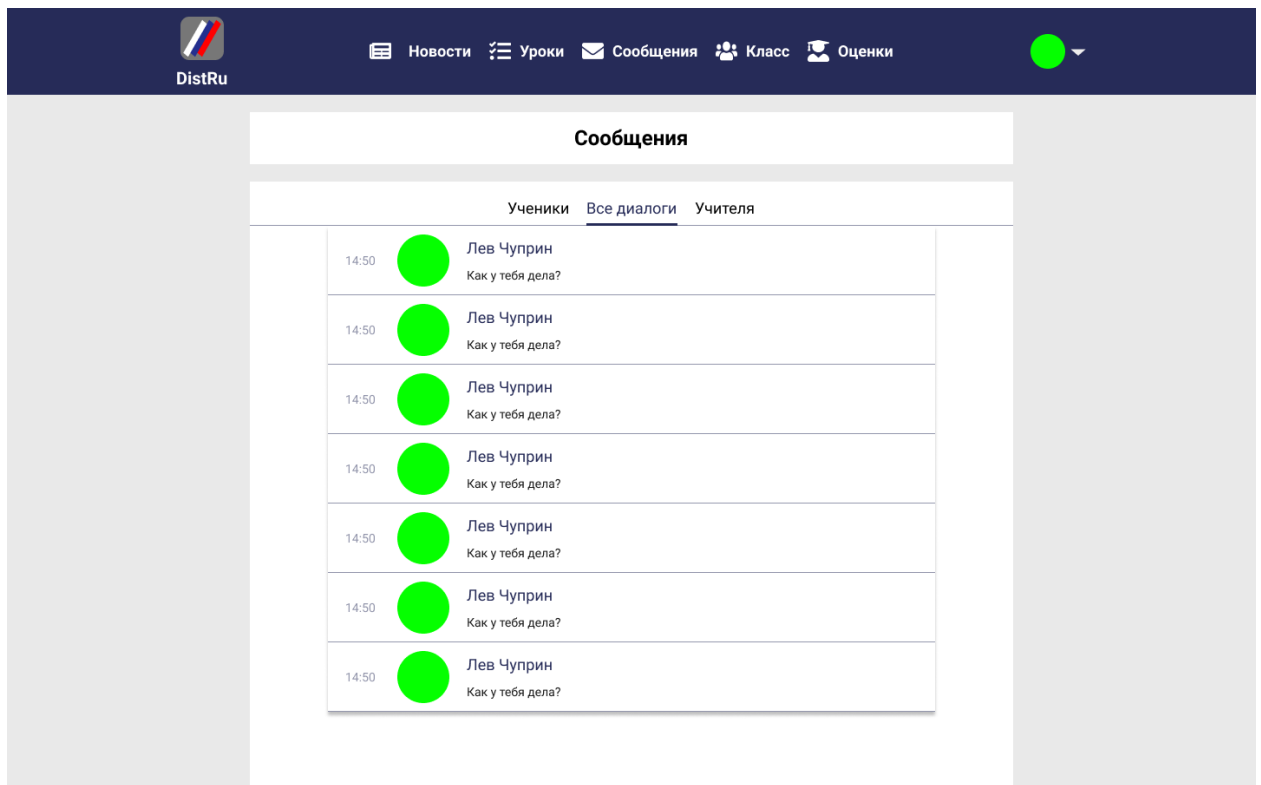 DistRu
Новости Уроки Сообщения Класс Оценки
Сообщения
Ученики Все диалоги Учителя
Лев Чуприн
14:50
Как у тебя дела?
Лев Чуприн
14:50
Как у тебя дела?
Лев Чуприн
14:50
Как у тебя дела?
Лев Чуприн
14:50
Как у тебя дела?
Лев Чуприн
14:50
Как у тебя дела?
Лев Чуприн
14:50
Как у тебя дела?
Лев Чуприн
14:50
Как у тебя дела?